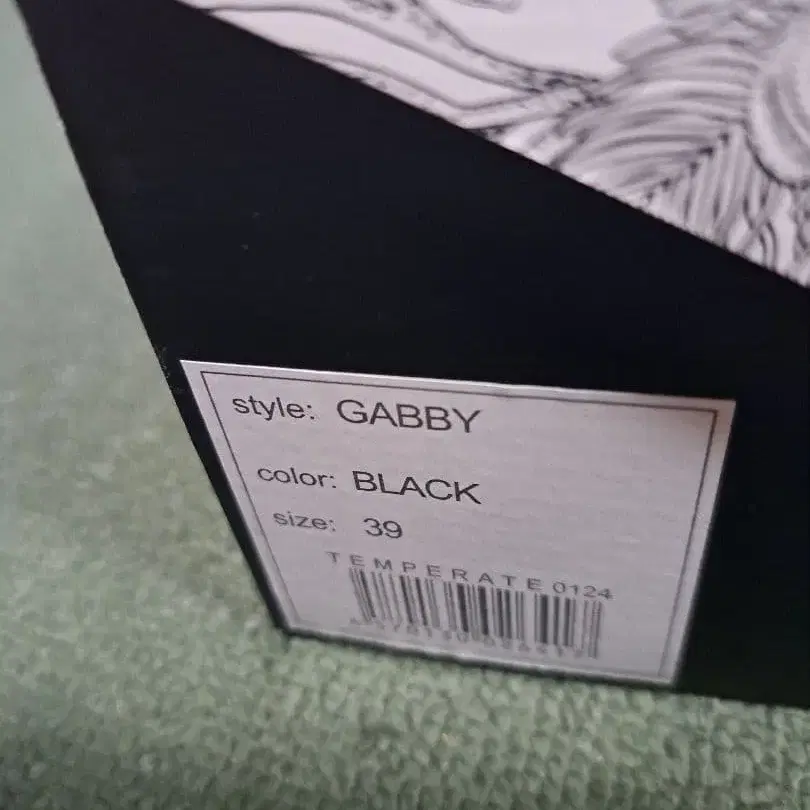 style: GABBY
color: BLACK
size: 39
TEMPERATE 0124